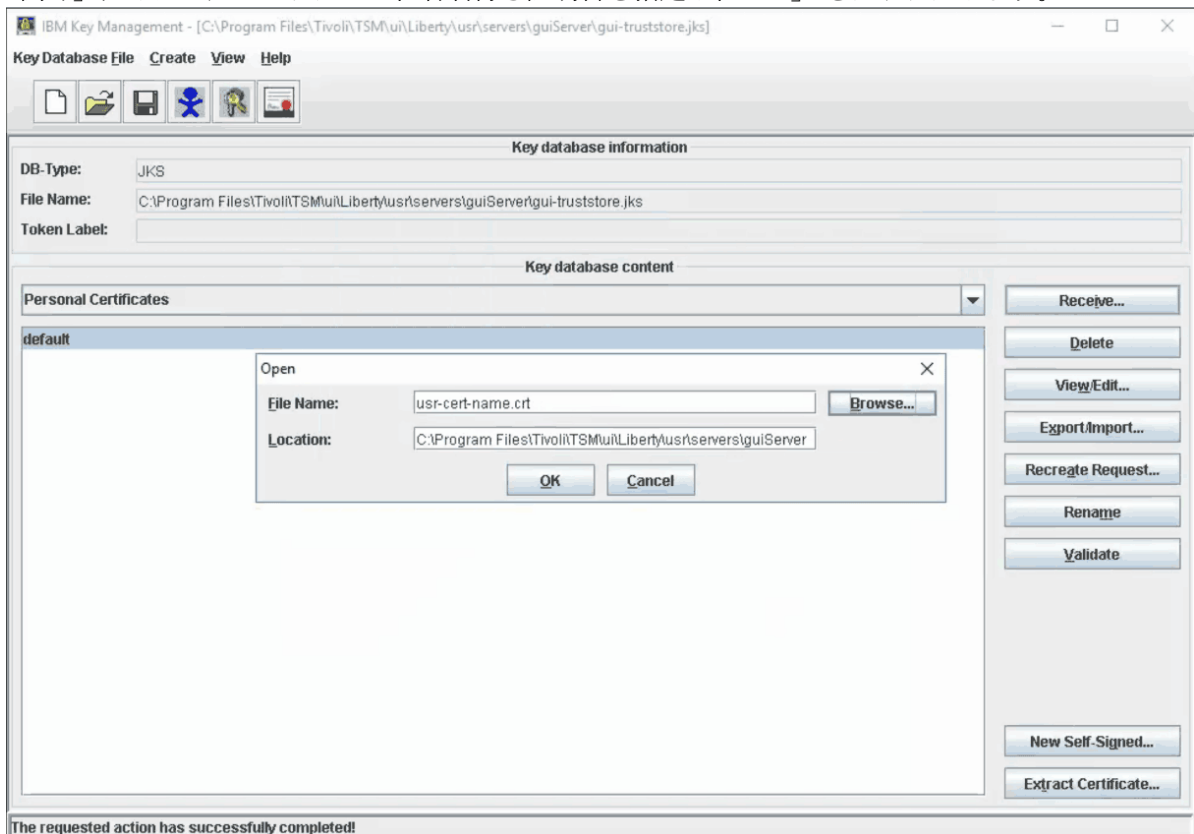 IBM Key Management - [C:\Program Files\Tivoli\TSM\ui\Liberty\usr\servers\guiServer\gui-truststore.jks]
Key Database File Create View Help
Key database information
DB-Type: JKS
File Name: C:\Program Files\Tivoli\TSM\ui\Liberty\usr\servers\guiServer\gui-truststore.jks
Token Label:
Key database content
Personal Certificates
Receive...
default
Delete
Open
View/Edit...
File Name: usr-cert-name.crt Browse...
Export/Import...
Location: C:\Program Files\Tivoli\TSM\ui\Liberty\usr\servers\guiServer
Recreate Request...
OK Cancel
Rename
Validate
New Self-Signed...
Extract Certificate...
The requested action has successfully completed!